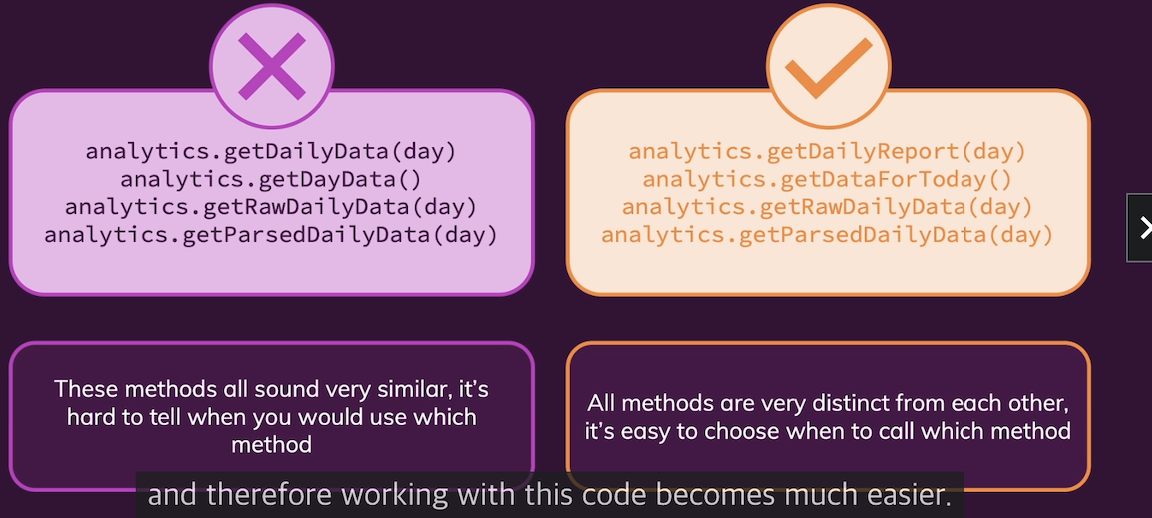 analytics.getDailyData(day)
analytics.getDayData()
analytics.getRawDailyData(day)
analytics.getParsedDailyData(day)
analytics.getDailyReport(day)
analytics.getDataForToday()
analytics.getRawDailyData(day)
analytics.getParsedDailyData(day)
These methods all sound very similar, it's
hard to tell when you would use which
method
All methods are very distinct from each other,
it's easy to choose when to call which method
and therefore working with this code becomes much easier.